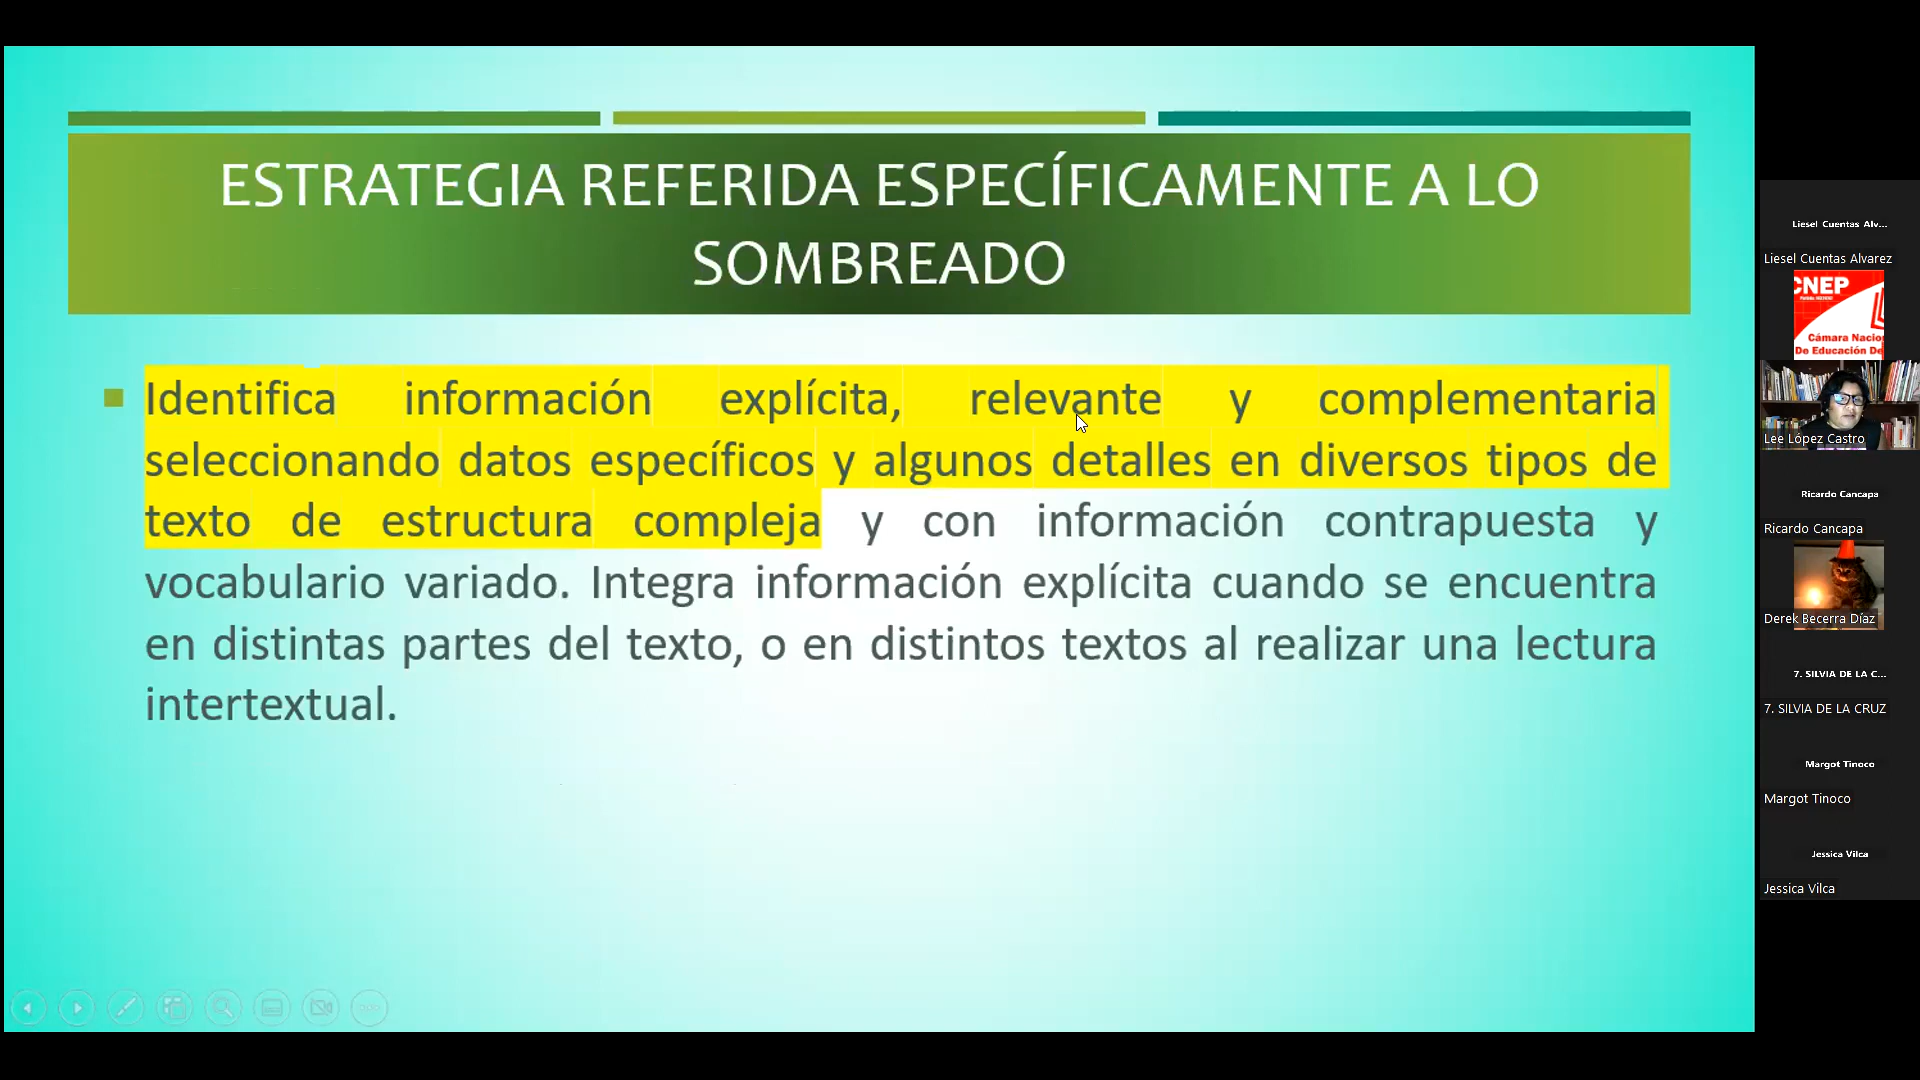 ESTRATEGIA REFERIDA ESPECÍFICAMENTE A LO
SOMBREADO
Identifica información explícita, relevante y complementaria
seleccionando datos específicos y algunos detalles en diversos tipos de
texto de estructura compleja y con información contrapuesta y
vocabulario variado. Integra información explícita cuando se encuentra
en distintas partes del texto, o en distintos textos al realizar una lectura
intertextual.
Liesel Cuentas Alv...
Liesel Cuentas Alvarez
CNEP
Cámara Nacio
De Educación De
Lee López Castro
Ricardo Cancapa
Ricardo Cancapa
Derek Becerra Díaz
7. SILVIA DE LA C...
7. SILVIA DE LA CRUZ
Margot Tinoco
Margot Tinoco
Jessica Vilca
Jessica Vilca